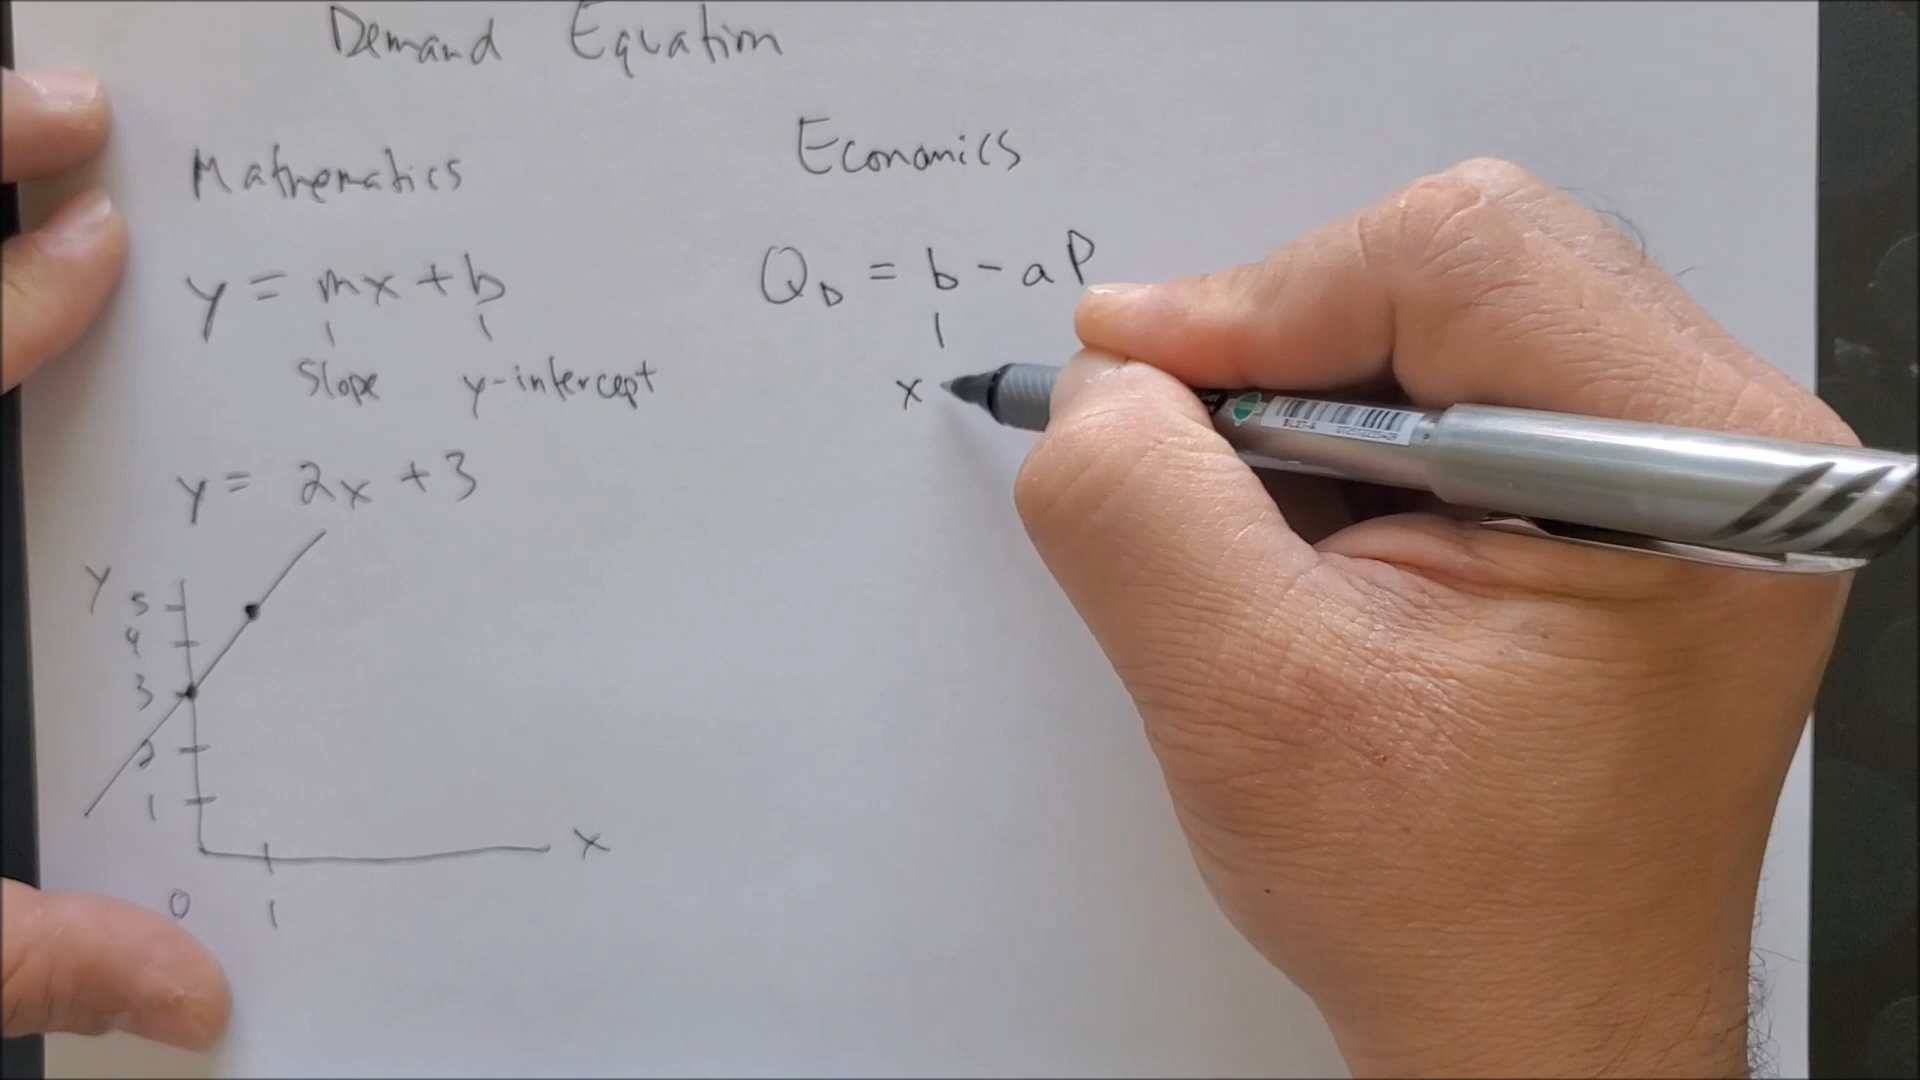 Demand Equation
Mathematics
y = mx + b
slope y-intercept
y = 2x + 3
y
5
4
3
2
1
x
0 1
Economics
Q_D = b - aP
x